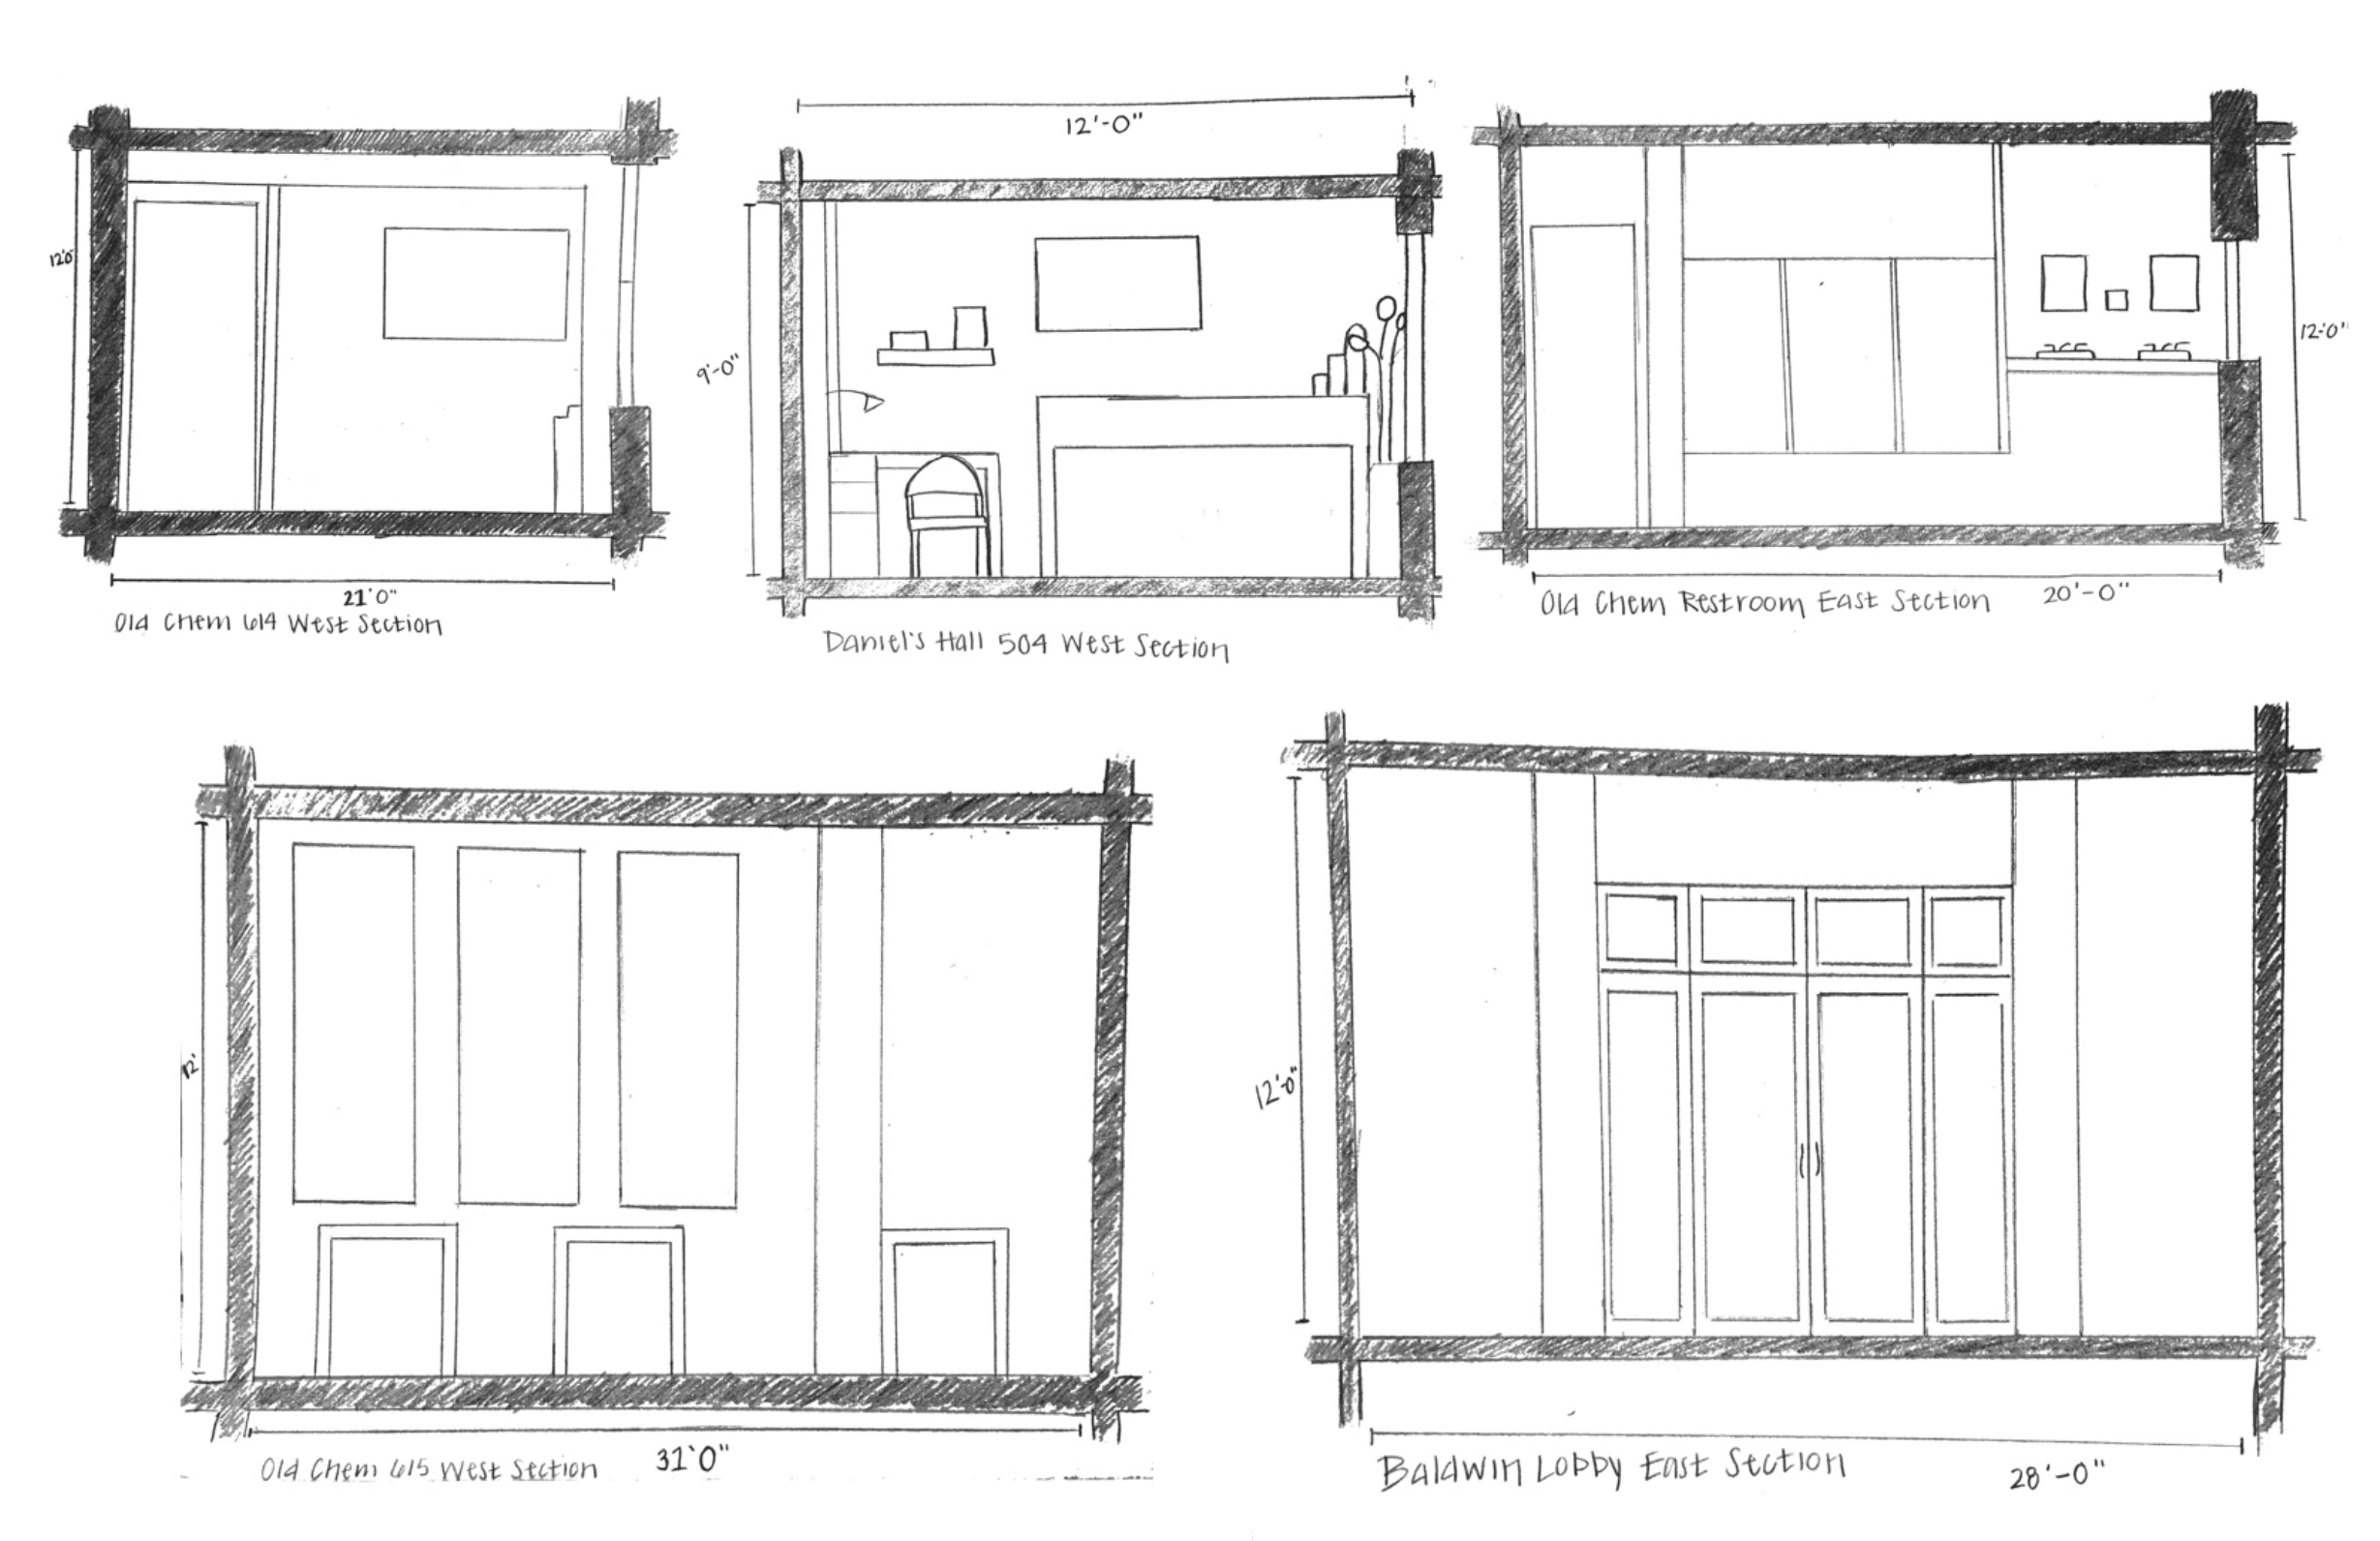 12'0"
21'0"
Old Chem 614 West Section
12'-0"
9'-0"
Daniel's Hall 504 West Section
12'-0"
Old Chem Restroom East Section 20'-0"
12'
Old Chem 615 West Section 31'0"
12'-0"
Baldwin Lobby East Section 28'-0"